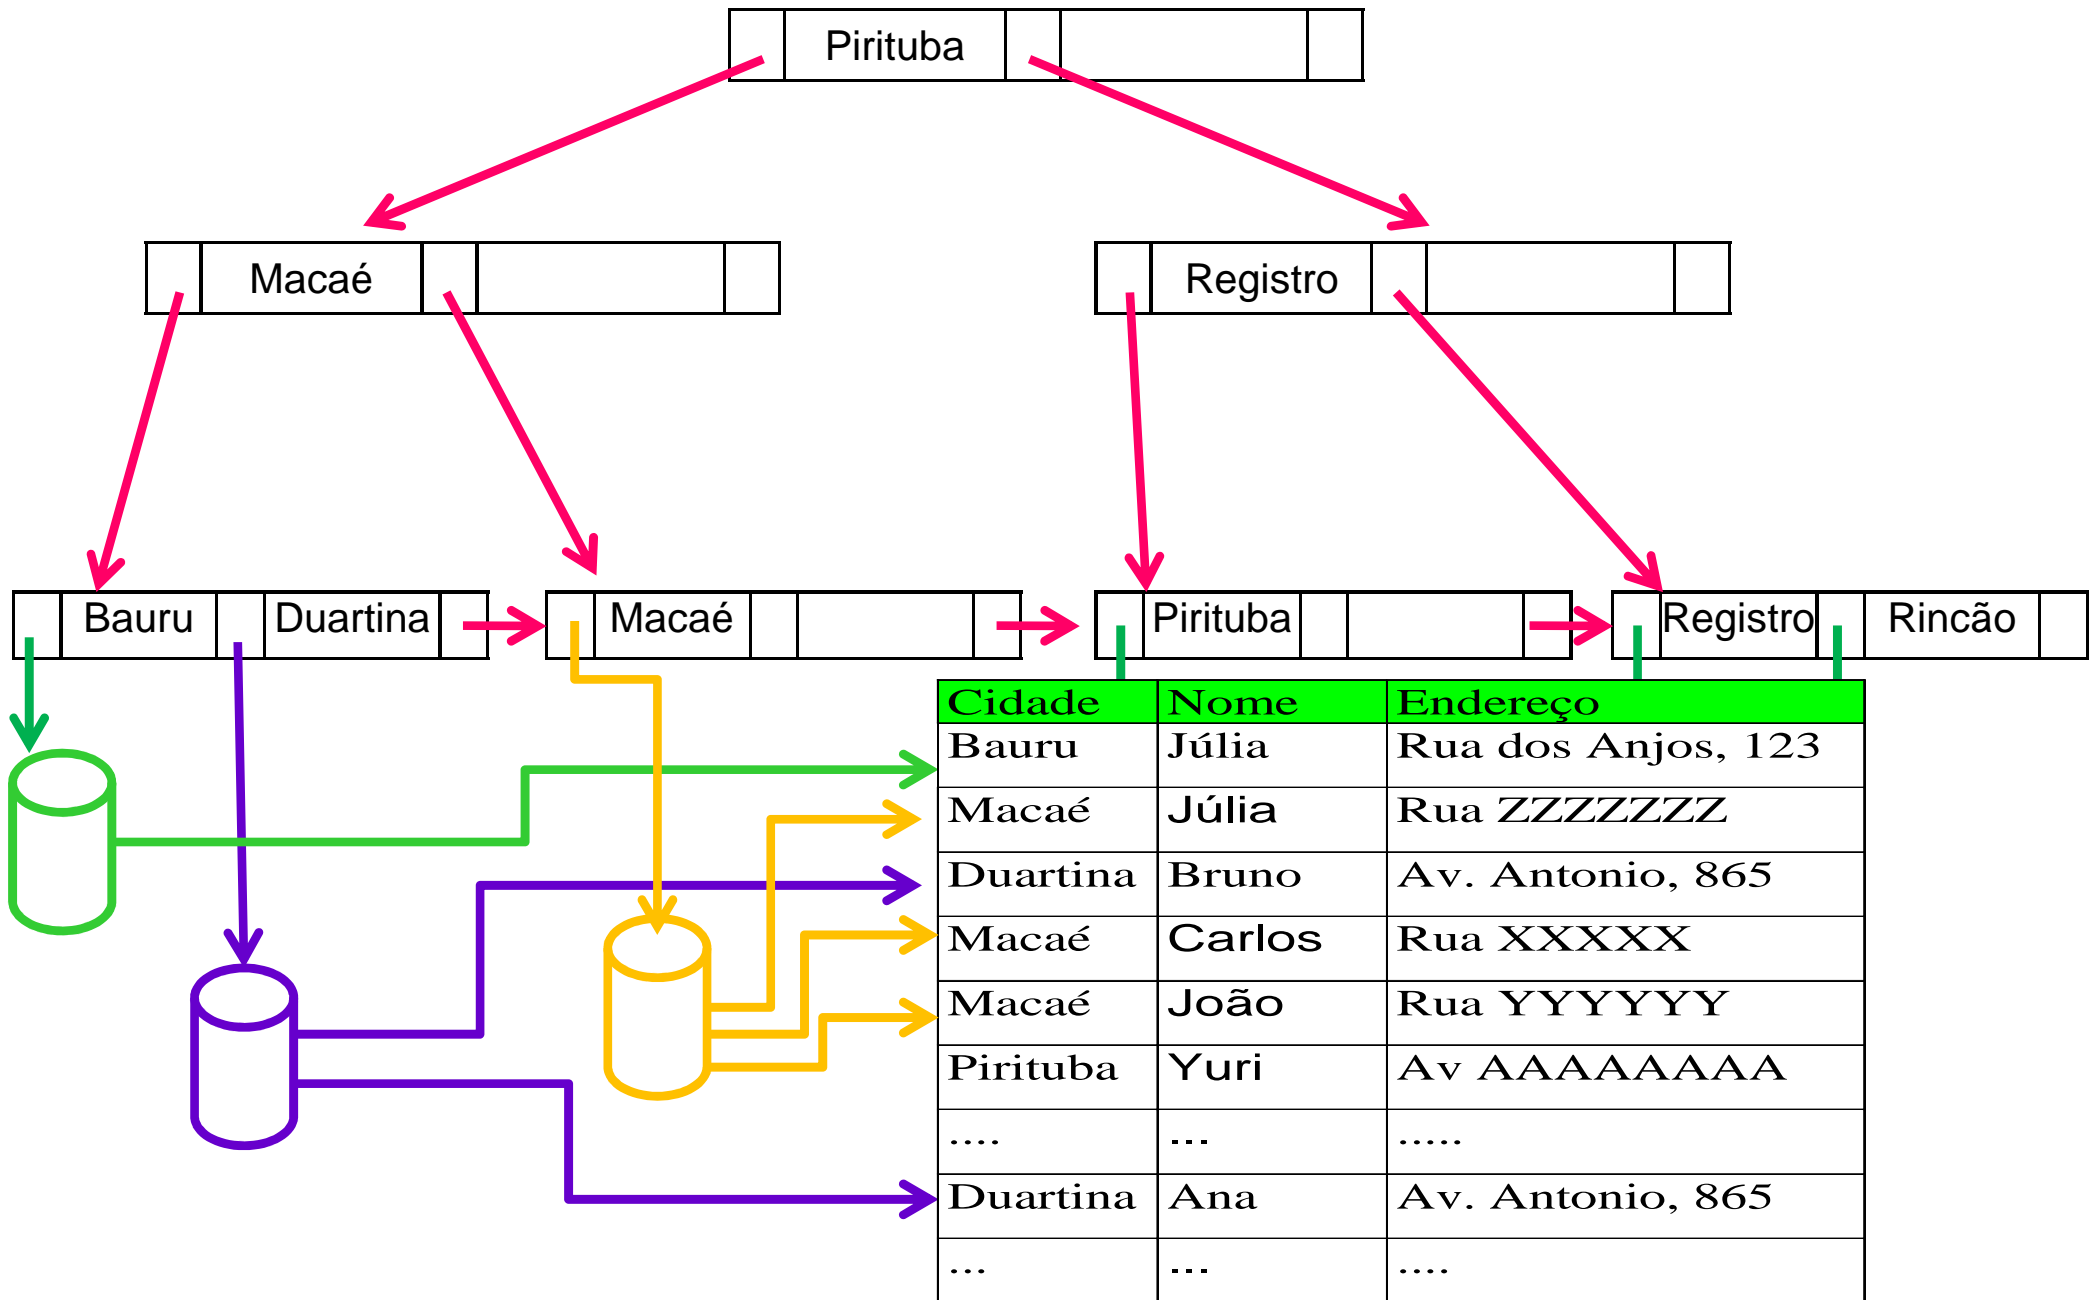 Pirituba
Macaé
Registro
Bauru Duartina Macaé Pirituba Registro Rincão
Cidade Nome Endereço
Bauru Júlia Rua dos Anjos, 123
Macaé Júlia Rua ZZZZZZZ
Duartina Bruno Av. Antonio, 865
Macaé Carlos Rua XXXXX
Macaé João Rua YYYYYY
Pirituba Yuri Av AAAAAAAA
.... ... .....
Duartina Ana Av. Antonio, 865
... ... ....